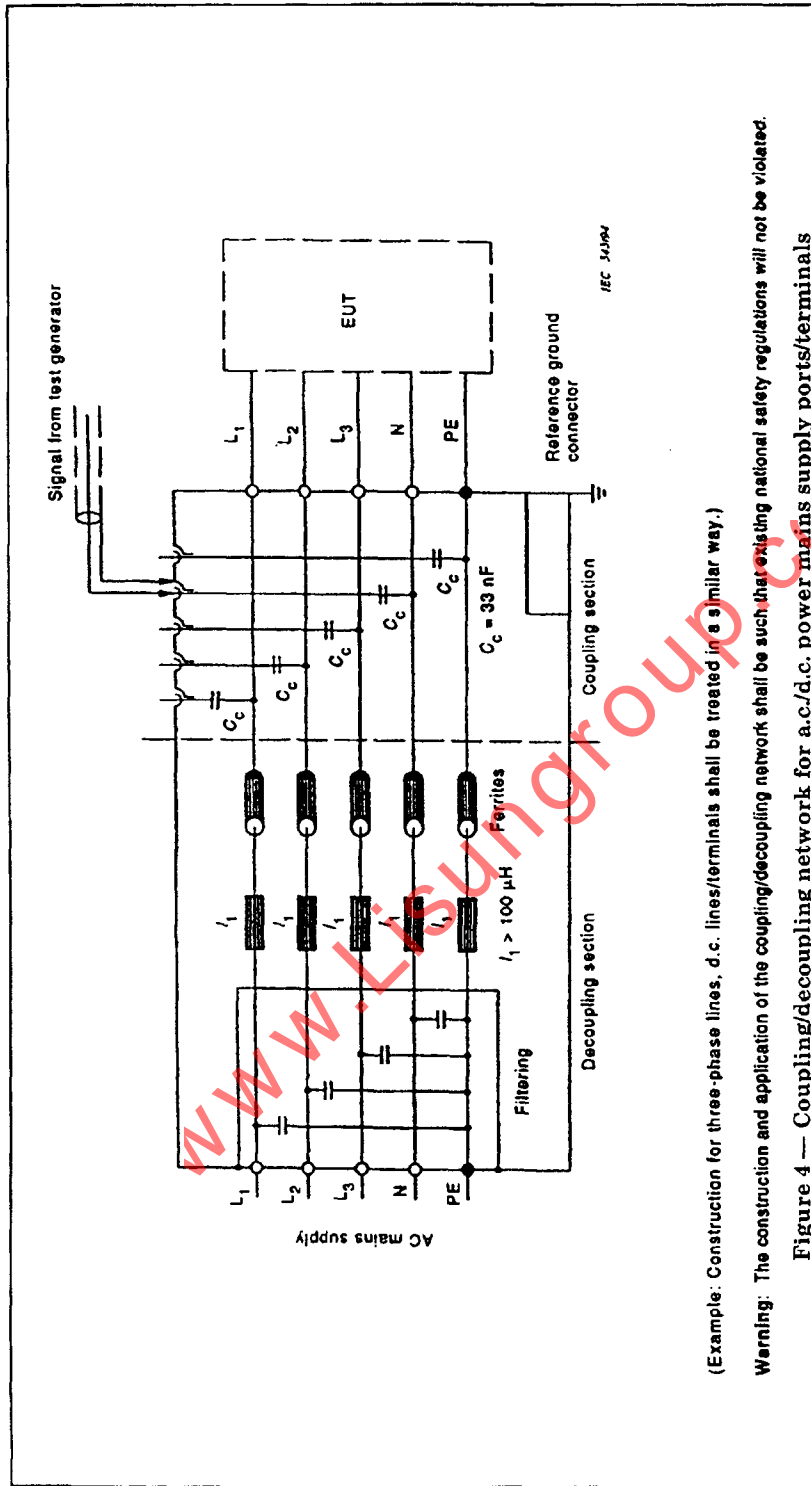 Signal from test generator
AC mains supply
L1
L2
L3
N
PE
Filtering
l1
l1
l1
l1
l1
l1 > 100 µH
Ferrites
Decoupling section
Cc
Cc
Cc
Cc
Cc
Cc = 33 nF
Coupling section
L1
L2
L3
N
PE
EUT
Reference ground
connector
IEC 343/94
(Example: Construction for three-phase lines, d.c. lines/terminals shall be treated in a similar way.)
Warning: The construction and application of the coupling/decoupling network shall be such that existing national safety regulations will not be violated.
Figure 4 — Coupling/decoupling network for a.c./d.c. power mains supply ports/terminals
www.Lisungroup.c